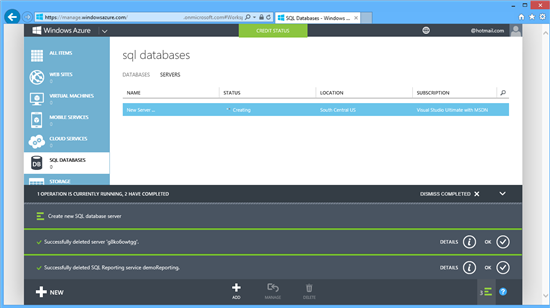 https://manage.windowsazure.com/
.onmicrosoft.com#Workspa
SQL Databases - Windows ...
Windows Azure
CREDIT STATUS
@hotmail.com
ALL ITEMS
WEB SITES
0
VIRTUAL MACHINES
0
MOBILE SERVICES
0
CLOUD SERVICES
0
SQL DATABASES
0
STORAGE
sql databases
DATABASES SERVERS
NAME STATUS LOCATION SUBSCRIPTION
New Server ... Creating South Central US Visual Studio Ultimate with MSDN
1 OPERATION IS CURRENTLY RUNNING, 2 HAVE COMPLETED DISMISS COMPLETED
Create new SQL database server
Successfully deleted server DETAILS OK
Successfully deleted SQL Reporting service demoReporting. DETAILS OK
NEW
ADD
MANAGE
DELETE
3
?